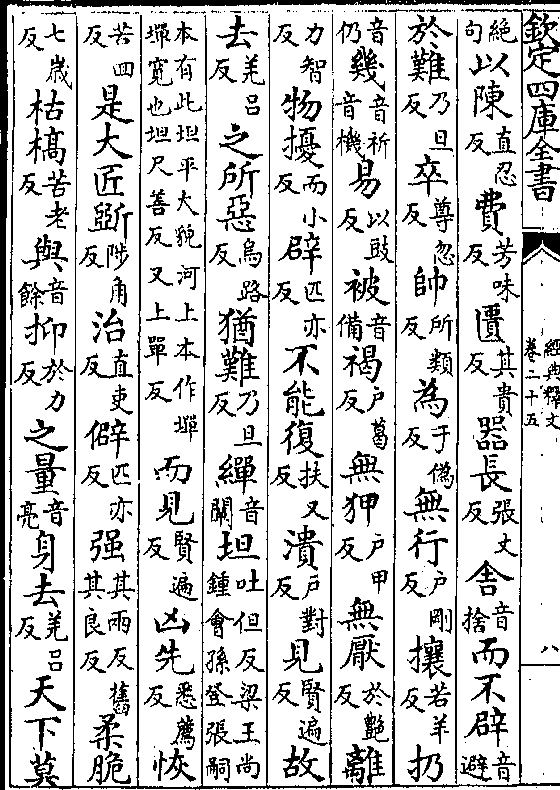 欽定四庫全書 經典釋文 卷二十五 八
絶句以陳直忍反費芳味反匱其貴反器長張丈反舍音捨而不辟音避
於難乃旦反卒尊忽反帥所類反為于偽反無行户剛反攘若羊反扔
音仍幾音祈音機易以豉反被音備褐户葛反無狎户甲反無厭於艶反離
力智反物擾而小反辟匹亦反不能復扶又反潰户對反見賢遍反故
去羌呂反之所惡烏路反猶難乃旦反繟音闡坦吐但反梁王尚鍾會孫登張嗣
本有此坦平大貌河上本作墠墠寛也坦尺善反又上單反而見賢遍反凶先悉薦反恢
苦回反是大匠斵陟角反治直吏反僻匹亦反强其兩反舊其良反柔脆
七歲反枯槁苦老反與音餘抑於力反之量音亮身去羌呂反天下莫